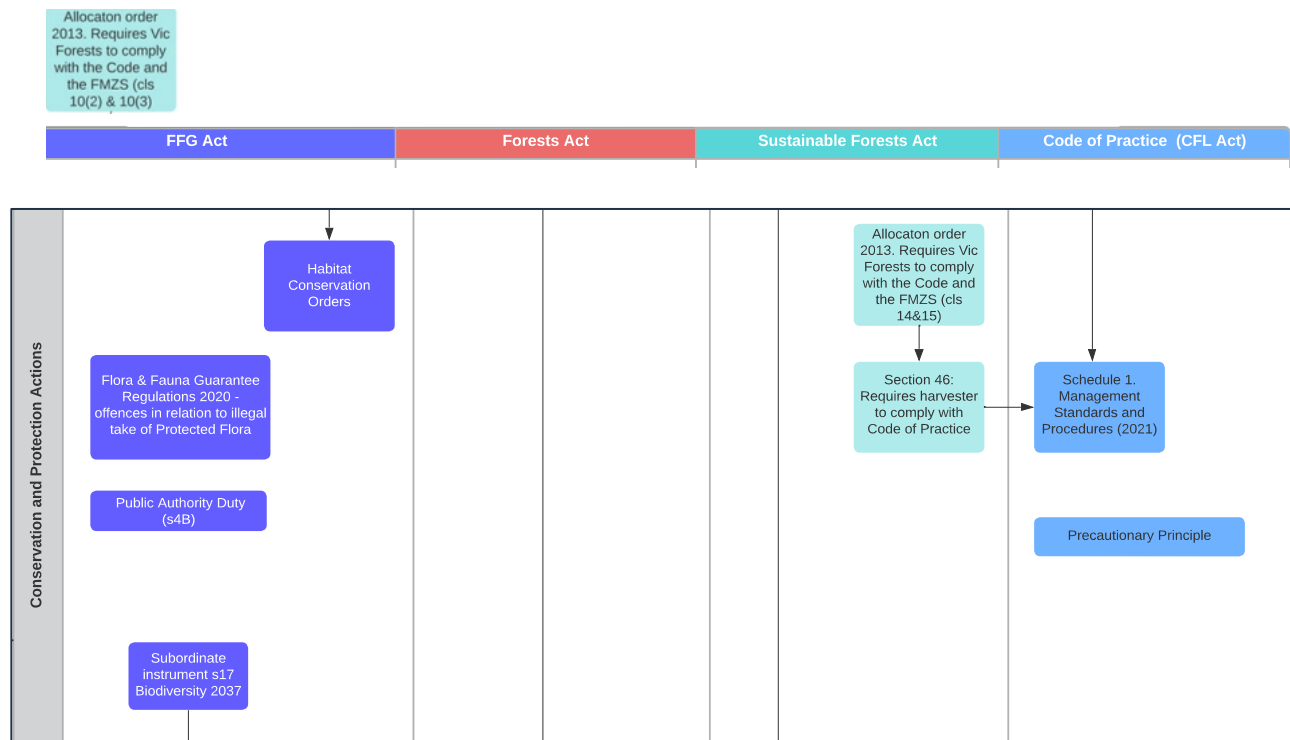 Allocaton order
2013. Requires Vic
Forests to comply
with the Code and
the FMZS (cls
10(2) & 10(3)
FFG Act
Forests Act
Sustainable Forests Act
Code of Practice  (CFL Act)
Conservation and Protection Actions
Habitat
Conservation
Orders
Allocaton order
2013. Requires Vic
Forests to comply
with the Code and
the FMZS (cls
14&15)
Flora & Fauna Guarantee
Regulations 2020 -
offences in relation to illegal
take of Protected Flora
Section 46:
Requires harvester
to comply with
Code of Practice
Schedule 1.
Management
Standards and
Procedures (2021)
Public Authority Duty
(s4B)
Precautionary Principle
Subordinate
instrument s17
Biodiversity 2037